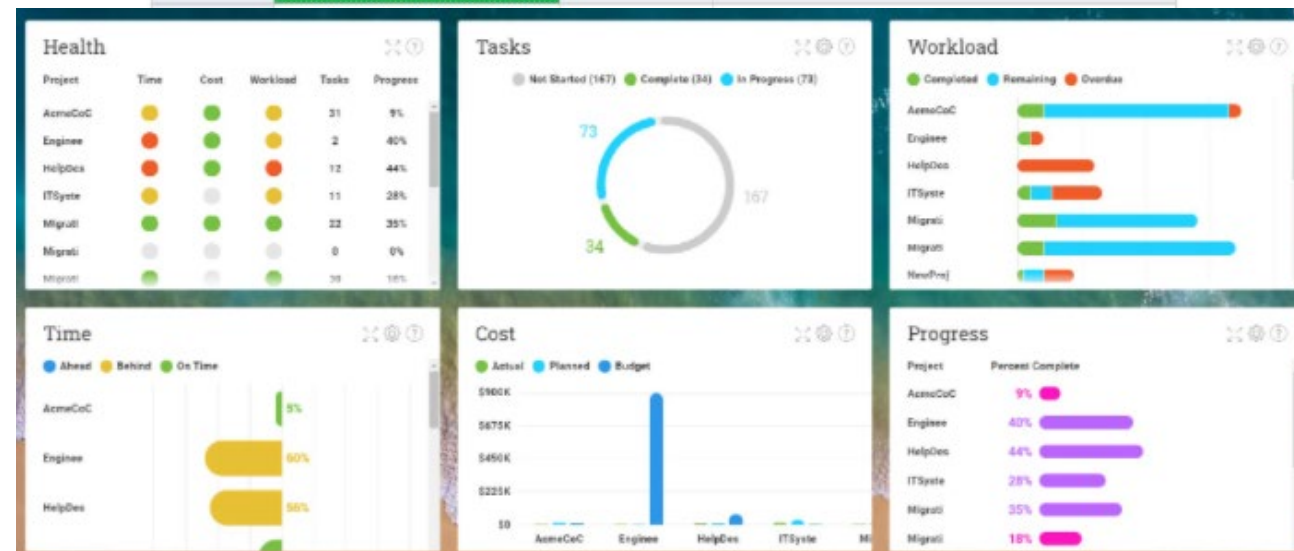 Health
Project Time Cost Workload Tasks Progress
AcmeCoC 31 9%
Enginee 2 40%
HelpDes 12 44%
ITSyste 11 28%
Migrati 22 35%
Migrati 0 0%
Migrati 18%
Tasks
Not Started (167) Complete (34) In Progress (73)
73
167
34
Workload
Completed Remaining Overdue
AcmeCoC
Enginee
HelpDes
ITSyste
Migrati
Migrati
NewProj
Time
Ahead Behind On Time
AcmeCoC
Enginee 60%
HelpDes 56%
Cost
Actual Planned Budget
$900K
$675K
$450K
$225K
$0
AcmeCoC Enginee HelpDes ITSyste Mi
Progress
Project Percent Complete
AcmeCoC 9%
Enginee 40%
HelpDes 44%
ITSyste 28%
Migrati 35%
Migrati 18%